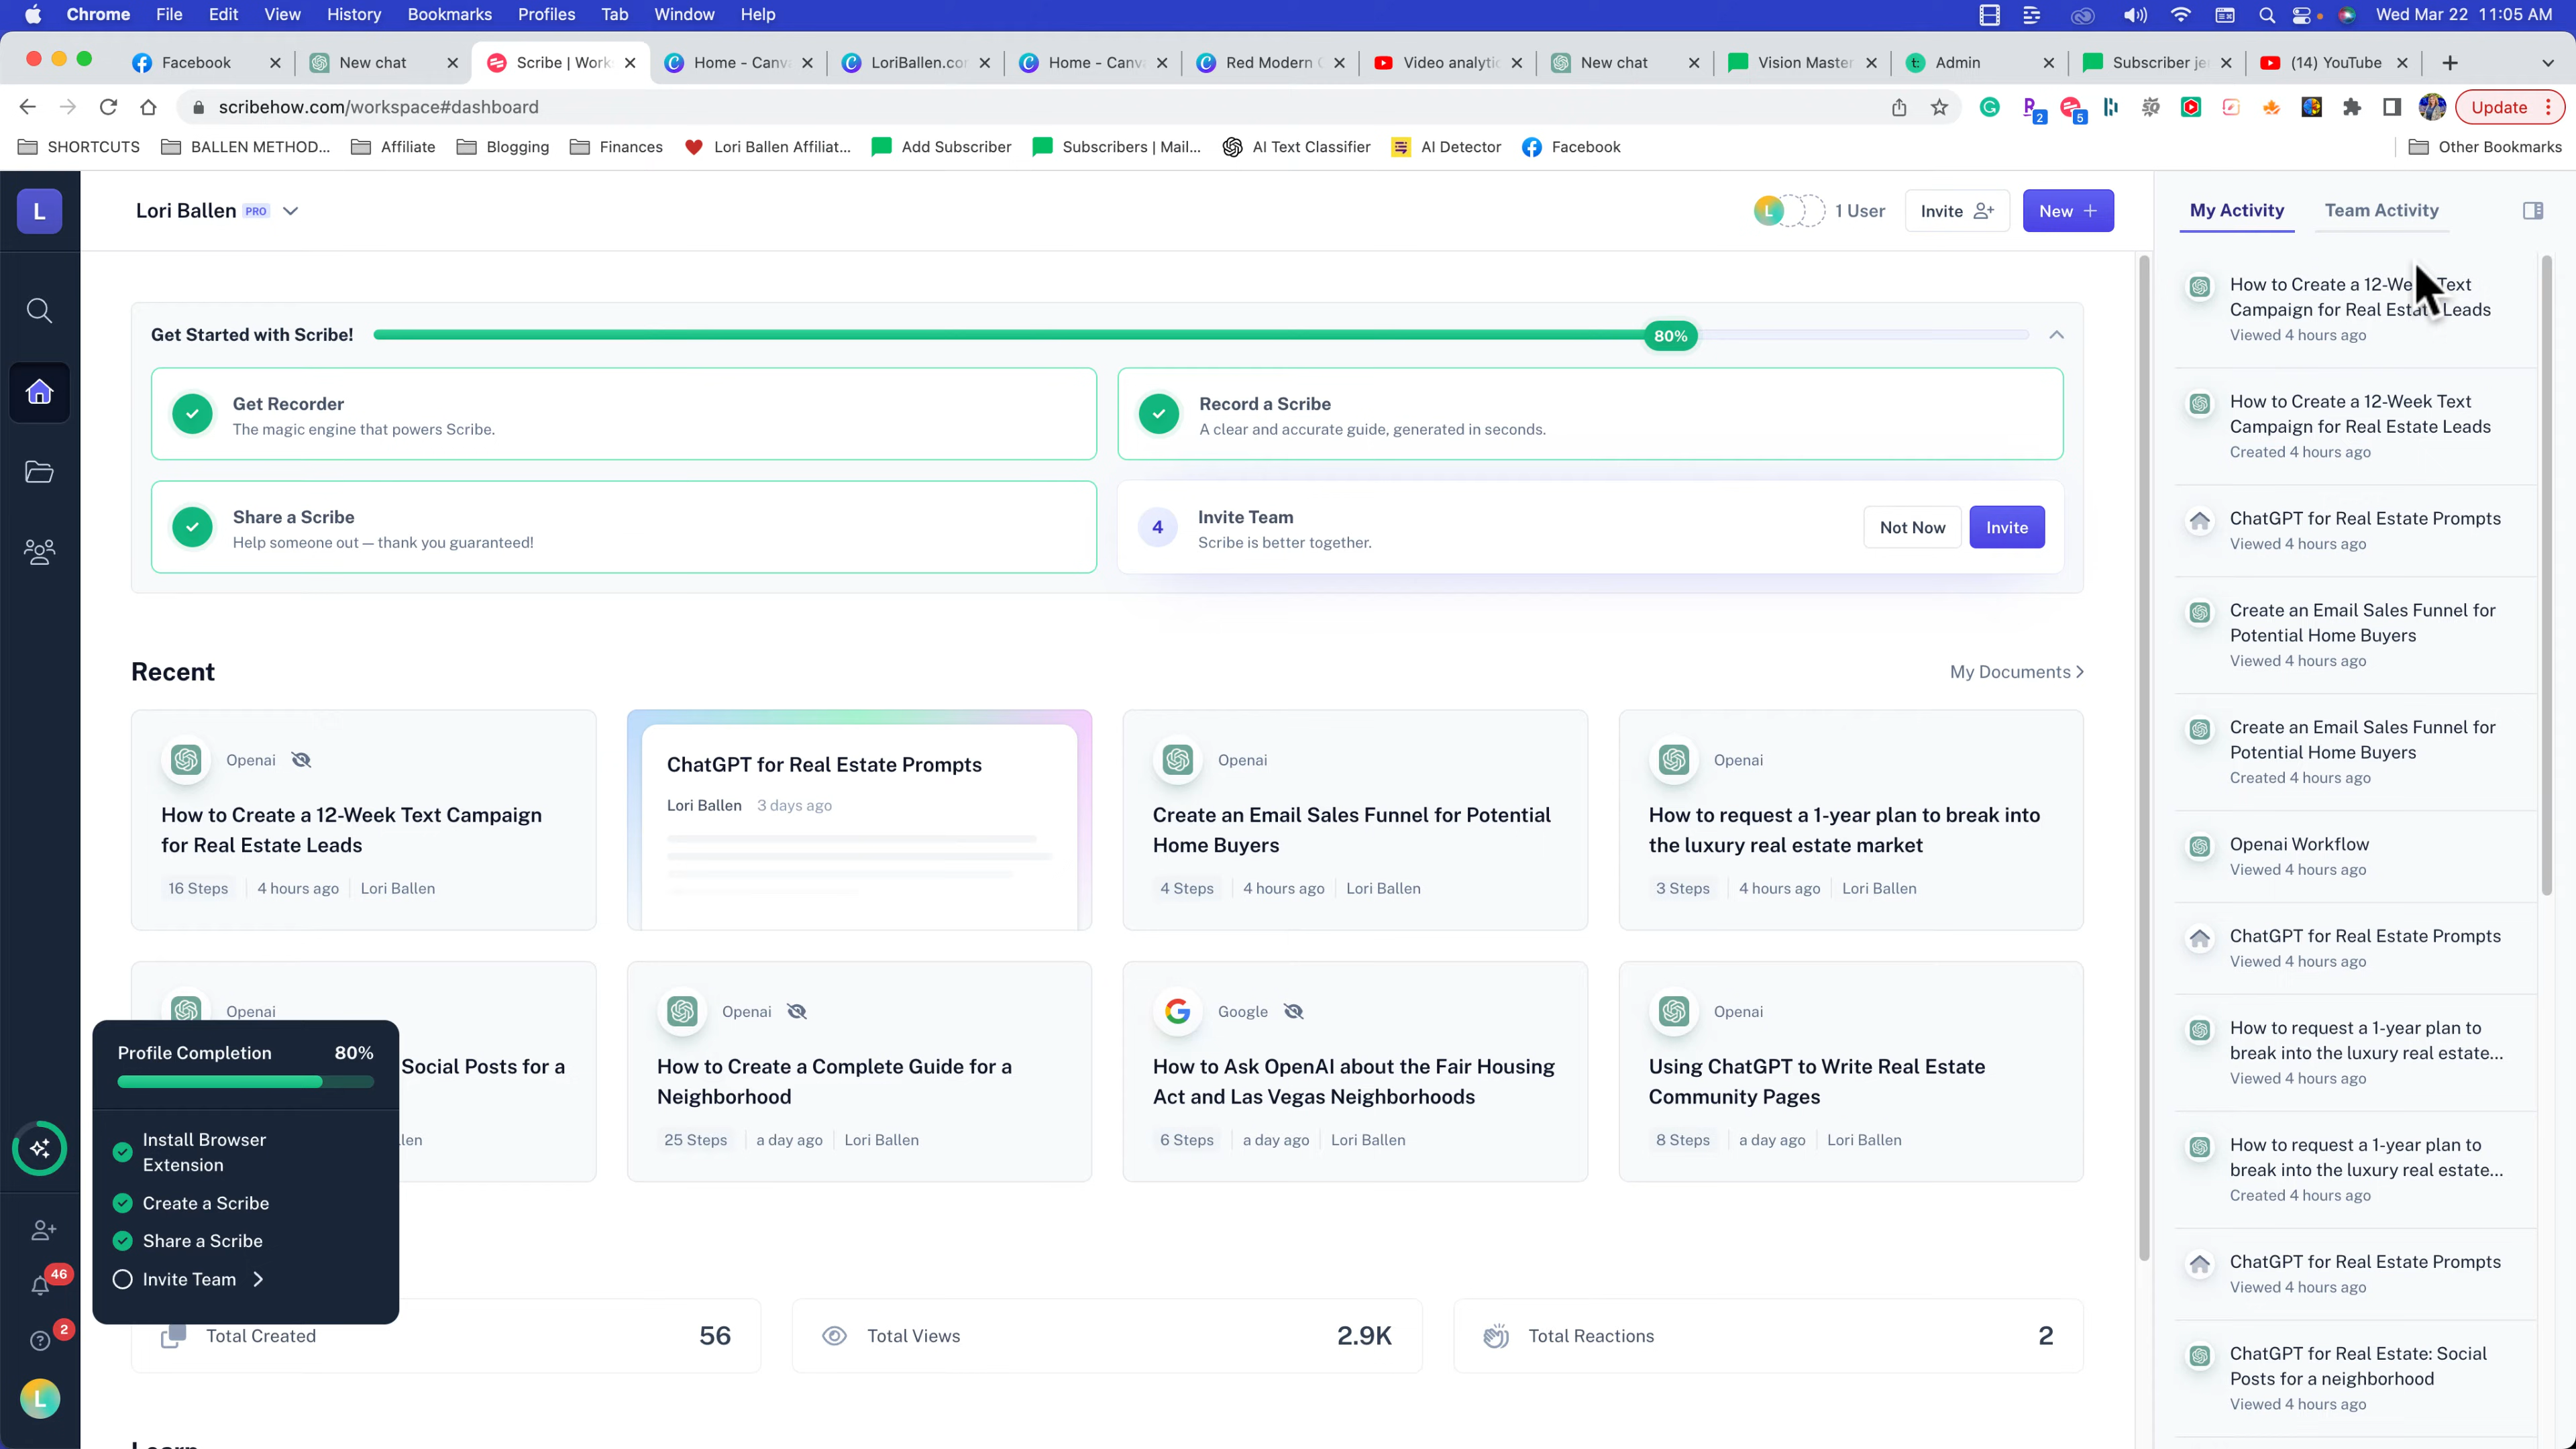 Chrome File Edit View History Bookmarks Profiles Tab Window Help
Wed Mar 22 11:05 AM
Facebook
New chat
Scribe | Work
Home - Canv
LoriBallen.co
Home - Canv
Red Modern
Video analytic
New chat
Vision Master
Admin
Subscriber je
(14) YouTube
scribehow.com/workspace#dashboard
2
5
Update
SHORTCUTS
BALLEN METHOD...
Affiliate
Blogging
Finances
Lori Ballen Affiliat...
Add Subscriber
Subscribers | Mail...
AI Text Classifier
AI Detector
Facebook
Other Bookmarks
L
Lori Ballen PRO
L
1 User
Invite
New +
Get Started with Scribe!
80%
Get Recorder
The magic engine that powers Scribe.
Record a Scribe
A clear and accurate guide, generated in seconds.
Share a Scribe
Help someone out — thank you guaranteed!
4
Invite Team
Scribe is better together.
Not Now
Invite
Recent
My Documents
Openai
How to Create a 12-Week Text Campaign
for Real Estate Leads
16 Steps
4 hours ago
Lori Ballen
ChatGPT for Real Estate Prompts
Lori Ballen 3 days ago
Openai
Create an Email Sales Funnel for Potential
Home Buyers
4 Steps
4 hours ago
Lori Ballen
Openai
How to request a 1-year plan to break into
the luxury real estate market
3 Steps
4 hours ago
Lori Ballen
Openai
Social Posts for a
len
Openai
How to Create a Complete Guide for a
Neighborhood
25 Steps
a day ago
Lori Ballen
Google
How to Ask OpenAI about the Fair Housing
Act and Las Vegas Neighborhoods
6 Steps
a day ago
Lori Ballen
Openai
Using ChatGPT to Write Real Estate
Community Pages
8 Steps
a day ago
Lori Ballen
Profile Completion 80%
Install Browser
Extension
Create a Scribe
Share a Scribe
Invite Team
46
2
L
Total Created 56
Total Views 2.9K
Total Reactions 2
Learn
My Activity
Team Activity
How to Create a 12-We Text
Campaign for Real Estate Leads
Viewed 4 hours ago
How to Create a 12-Week Text
Campaign for Real Estate Leads
Created 4 hours ago
ChatGPT for Real Estate Prompts
Viewed 4 hours ago
Create an Email Sales Funnel for
Potential Home Buyers
Viewed 4 hours ago
Create an Email Sales Funnel for
Potential Home Buyers
Created 4 hours ago
Openai Workflow
Viewed 4 hours ago
ChatGPT for Real Estate Prompts
Viewed 4 hours ago
How to request a 1-year plan to
break into the luxury real estate...
Viewed 4 hours ago
How to request a 1-year plan to
break into the luxury real estate...
Created 4 hours ago
ChatGPT for Real Estate Prompts
Viewed 4 hours ago
ChatGPT for Real Estate: Social
Posts for a neighborhood
Viewed 4 hours ago